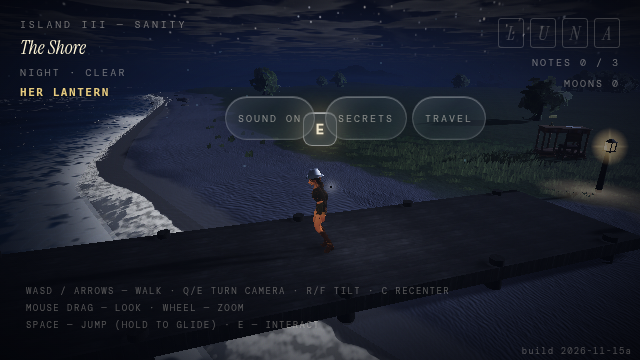 ISLAND III — SANITY
The Shore
NIGHT · CLEAR
HER LANTERN
L U N A
NOTES 0 / 3
MOONS 0
SOUND ON
E
SECRETS
TRAVEL
WASD / ARROWS — WALK · Q/E TURN CAMERA · R/F TILT · C RECENTER
MOUSE DRAG — LOOK · WHEEL — ZOOM
SPACE — JUMP (HOLD TO GLIDE) · E — INTERACT
build 2026-11-15a